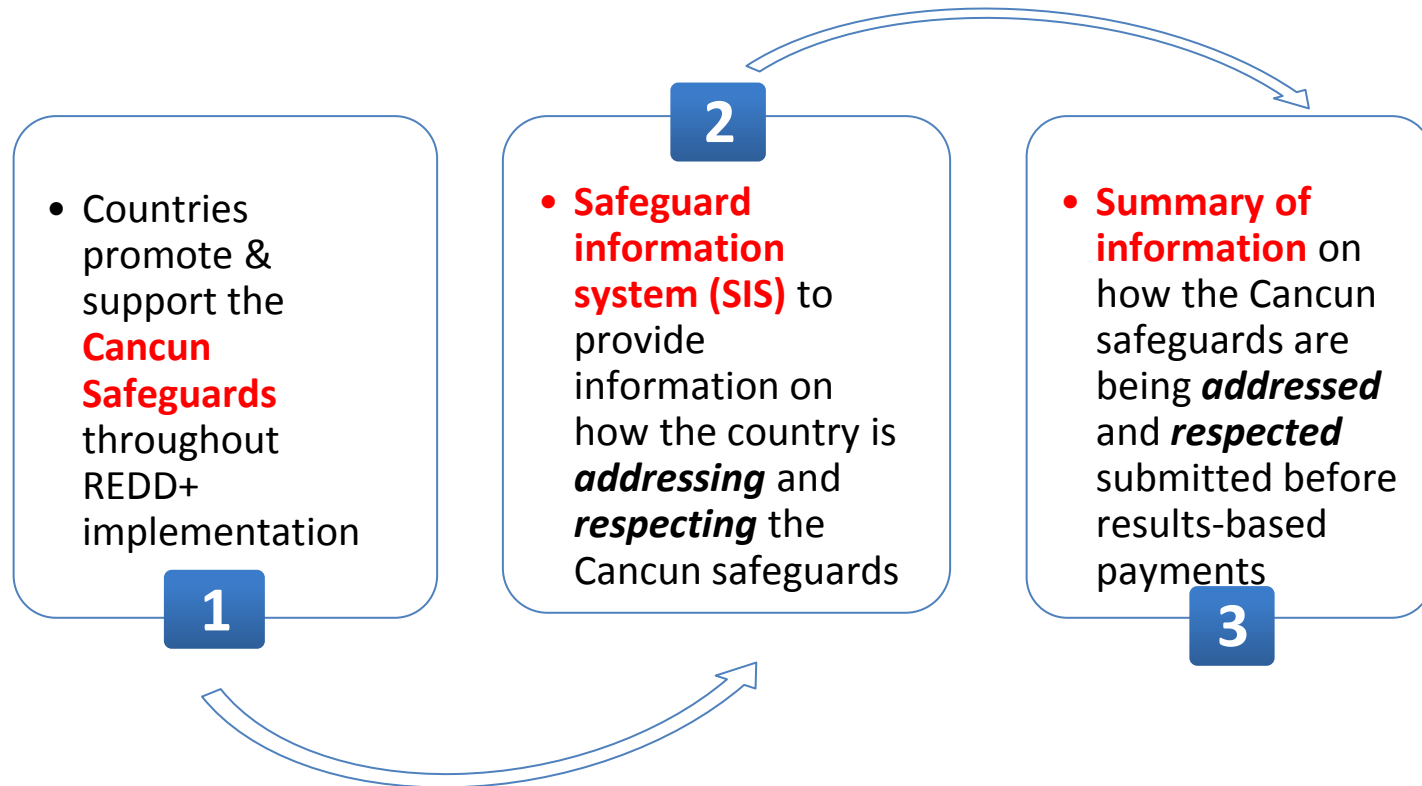 1
• Countries
promote &
support the
Cancun
Safeguards
throughout
REDD+
implementation
2
• Safeguard
information
system (SIS) to
provide
information on
how the country is
addressing and
respecting the
Cancun safeguards
3
• Summary of
information on
how the Cancun
safeguards are
being addressed
and respected
submitted before
results-based
payments